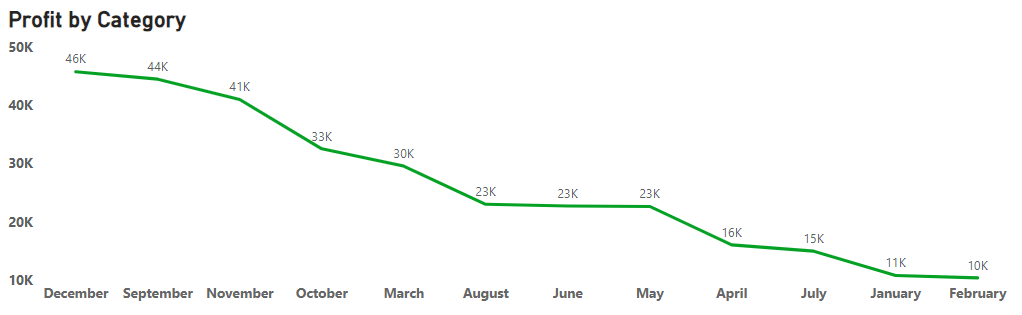 Profit by Category
50K
40K
30K
20K
10K
46K
44K
41K
33K
30K
23K
23K
23K
16K
15K
11K
10K
December September November October March August June May April July January February